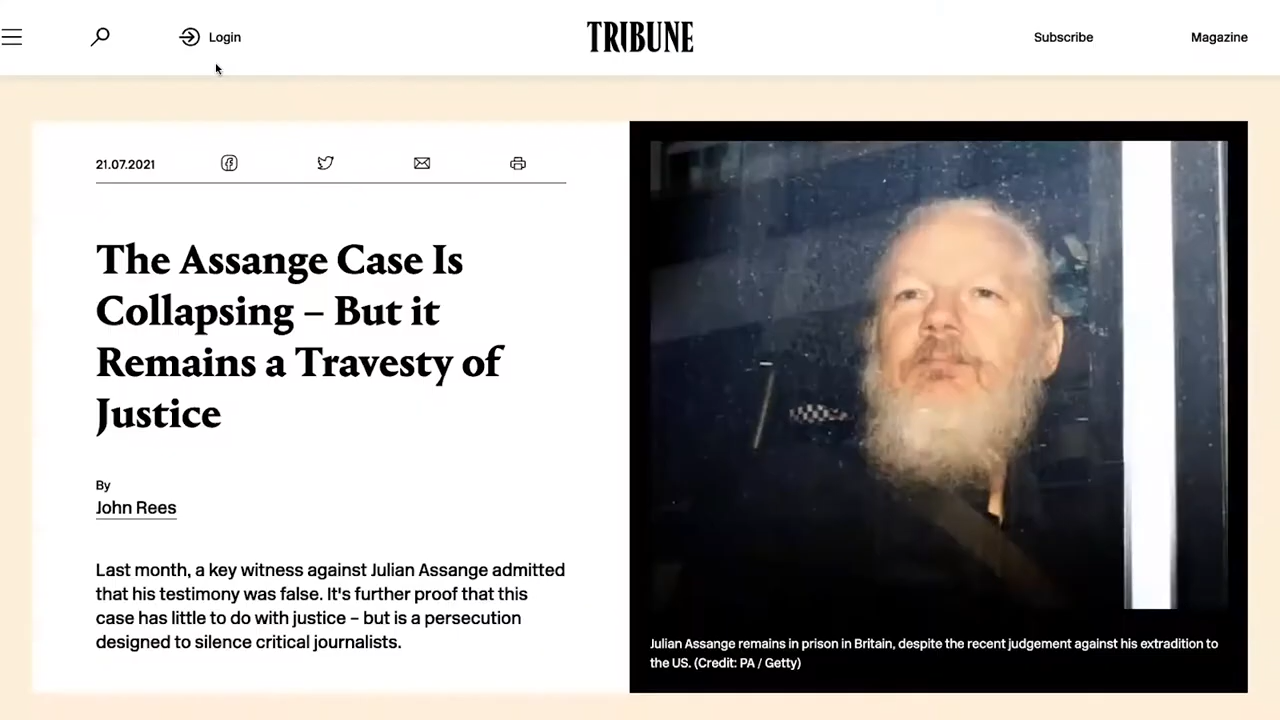 Login
TRIBUNE
Subscribe
Magazine
21.07.2021
The Assange Case Is
Collapsing – But it
Remains a Travesty of
Justice
By
John Rees
Last month, a key witness against Julian Assange admitted
that his testimony was false. It's further proof that this
case has little to do with justice – but is a persecution
designed to silence critical journalists.
Julian Assange remains in prison in Britain, despite the recent judgement against his extradition to
the US. (Credit: PA / Getty)